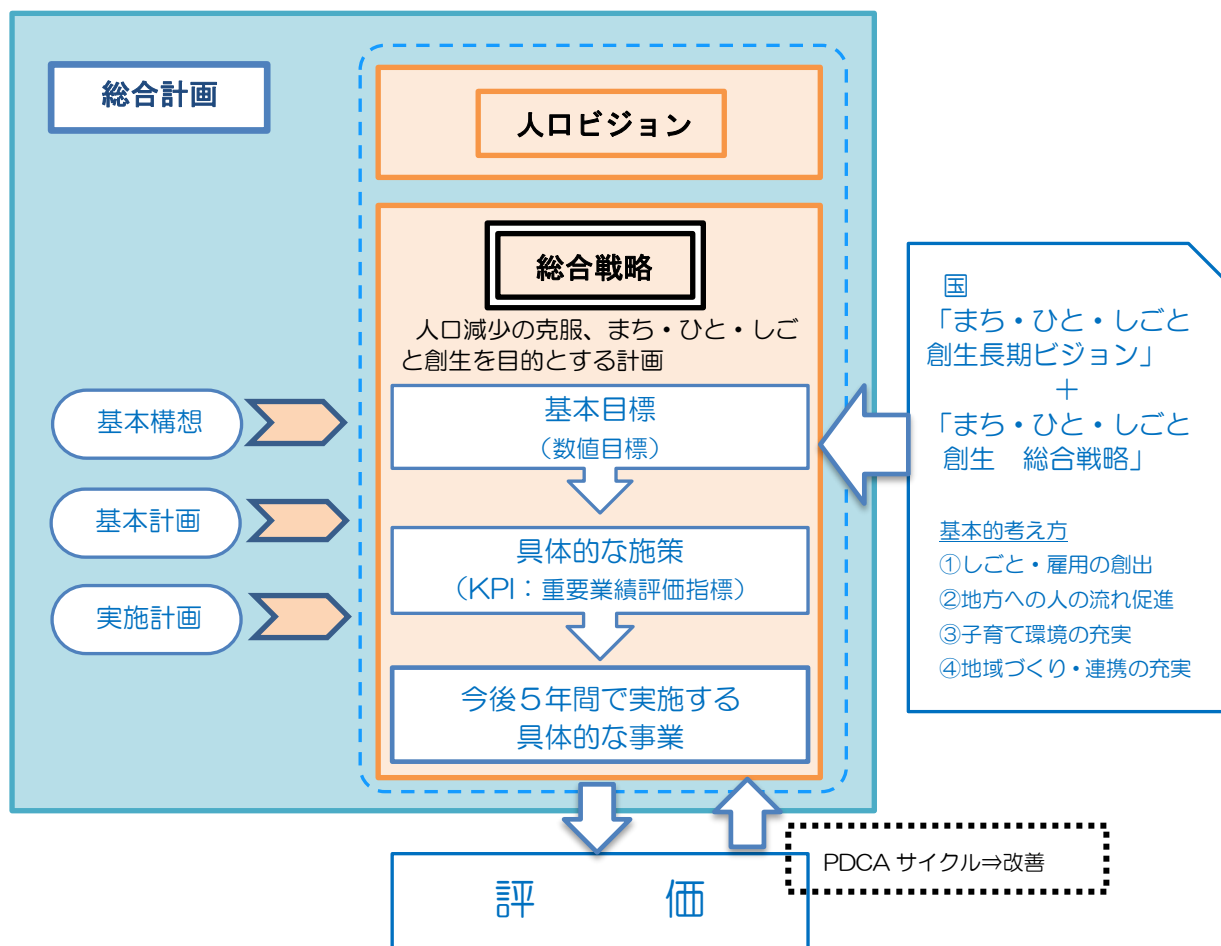 総合計画
人口ビジョン
総合戦略
人口減少の克服、まち・ひと・しご
と創生を目的とする計画
基本構想
基本計画
実施計画
基本目標
（数値目標）
具体的な施策
（KPI：重要業績評価指標）
今後５年間で実施する
具体的な事業
国
「まち・ひと・しごと
創生長期ビジョン」
＋
「まち・ひと・しごと
創生　総合戦略」
基本的考え方
①しごと・雇用の創出
②地方への人の流れ促進
③子育て環境の充実
④地域づくり・連携の充実
PDCA サイクル⇒改善
評　　価